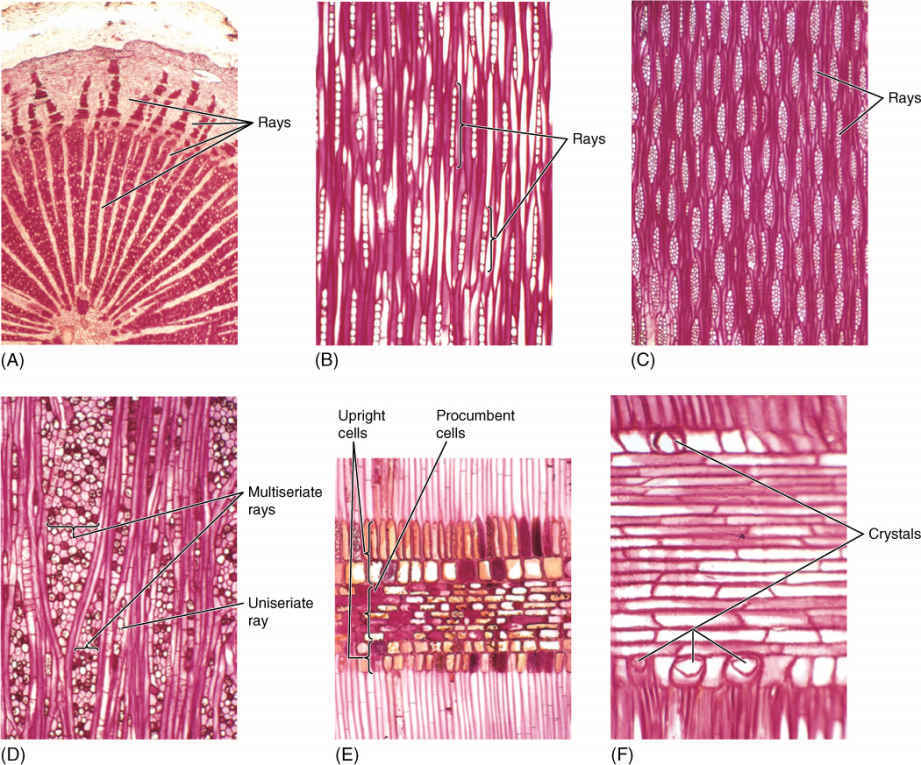 Rays
(A)
Rays
(B)
Rays
(C)
Multiseriate
rays
Uniseriate
ray
(D)
Upright
cells
Procumbent
cells
(E)
Crystals
(F)